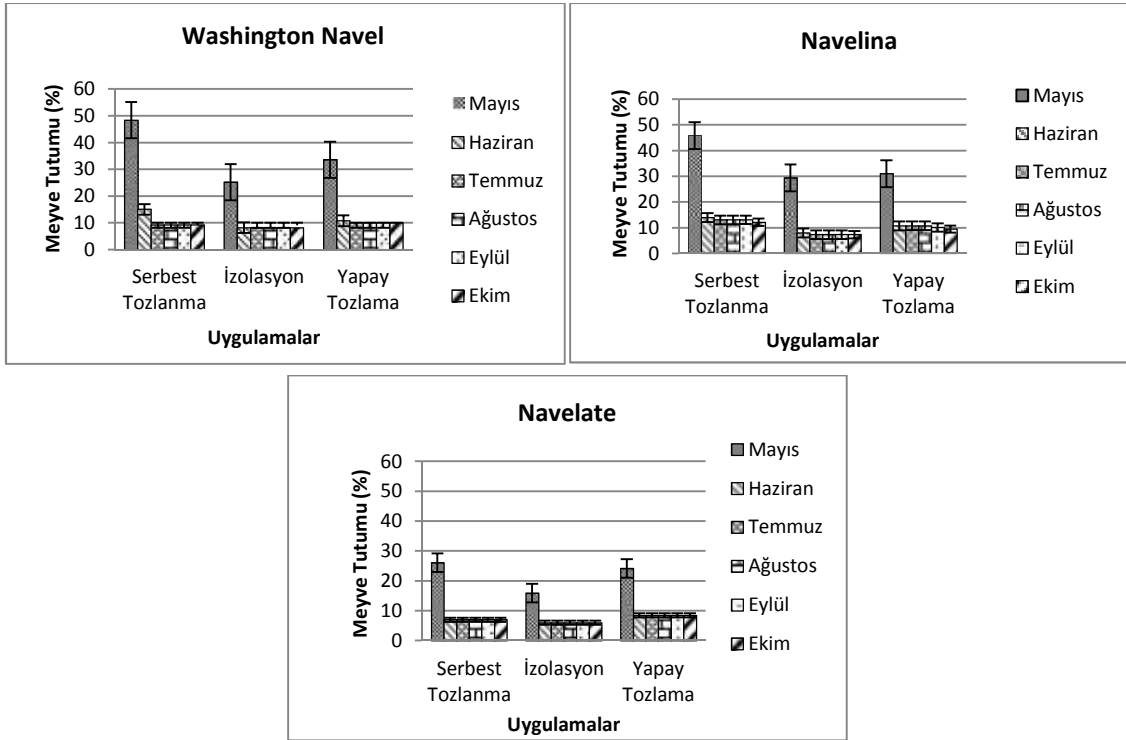 Washington Navel
Meyve Tutumu (%)
60
50
40
30
20
10
0
Serbest
Tozlanma
İzolasyon
Yapay
Tozlama
Uygulamalar
Mayıs
Haziran
Temmuz
Ağustos
Eylül
Ekim
Navelina
Meyve Tutumu (%)
60
50
40
30
20
10
0
Serbest
Tozlanma
İzolasyon
Yapay
Tozlama
Uygulamalar
Mayıs
Haziran
Temmuz
Ağustos
Eylül
Ekim
Navelate
Meyve Tutumu (%)
60
50
40
30
20
10
0
Serbest
Tozlanma
İzolasyon
Yapay
Tozlama
Uygulamalar
Mayıs
Haziran
Temmuz
Ağustos
Eylül
Ekim